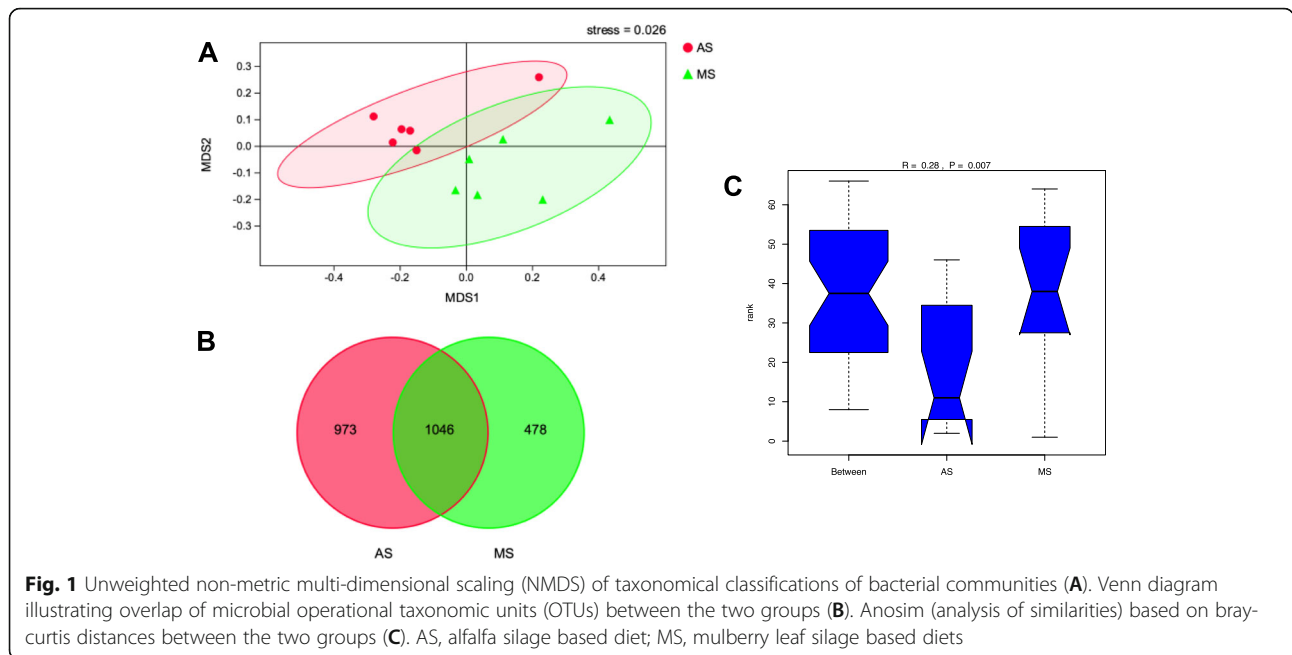 A
stress = 0.026
AS
MS
0.3
0.2
0.1
0.0
-0.1
-0.2
-0.3
MDS2
-0.4
-0.2
0.0
0.2
0.4
MDS1
B
973
1046
478
AS
MS
C
R = 0.28 , P = 0.007
60
50
40
30
20
10
0
rank
Between
AS
MS
Fig. 1 Unweighted non-metric multi-dimensional scaling (NMDS) of taxonomical classifications of bacterial communities (A). Venn diagram
illustrating overlap of microbial operational taxonomic units (OTUs) between the two groups (B). Anosim (analysis of similarities) based on bray-
curtis distances between the two groups (C). AS, alfalfa silage based diet; MS, mulberry leaf silage based diets